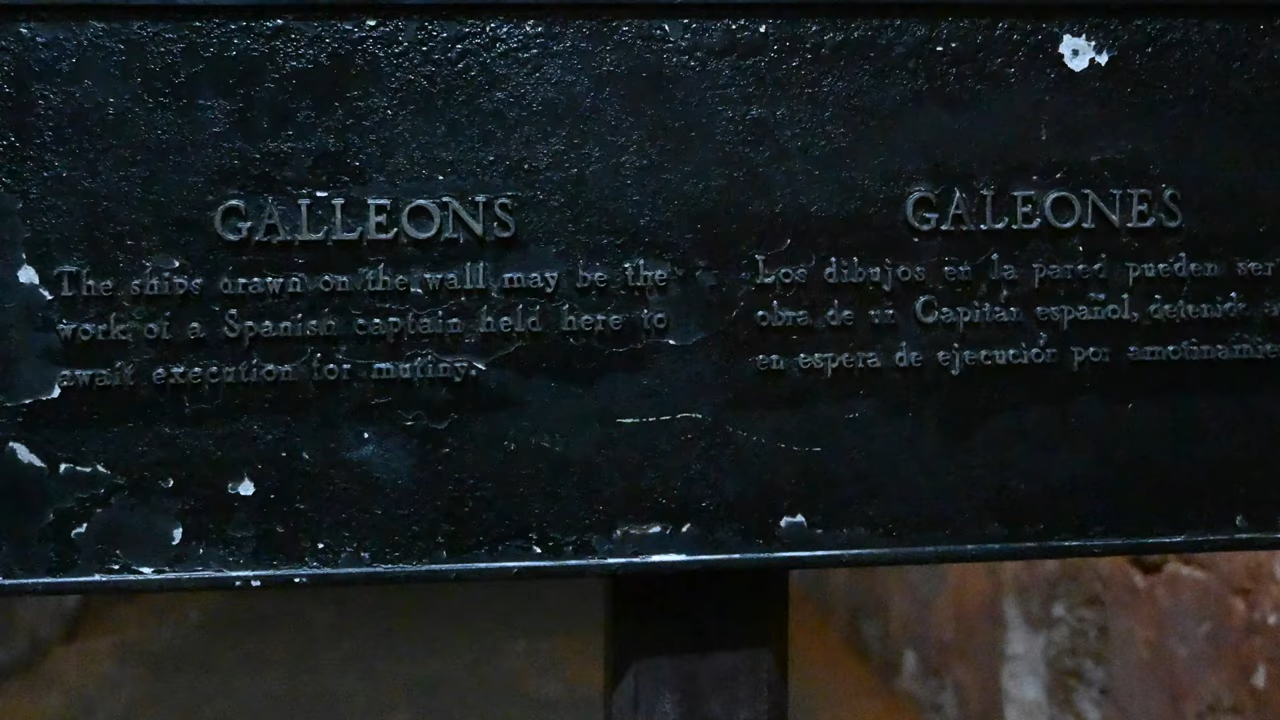 GALLEONS
The ships drawn on the wall may be the
work of a Spanish captain held here to
await execution for mutiny.
GALEONES
Los dibujos en la pared pueden ser
obra de un Capitán español, detenido
en espera de ejecución por